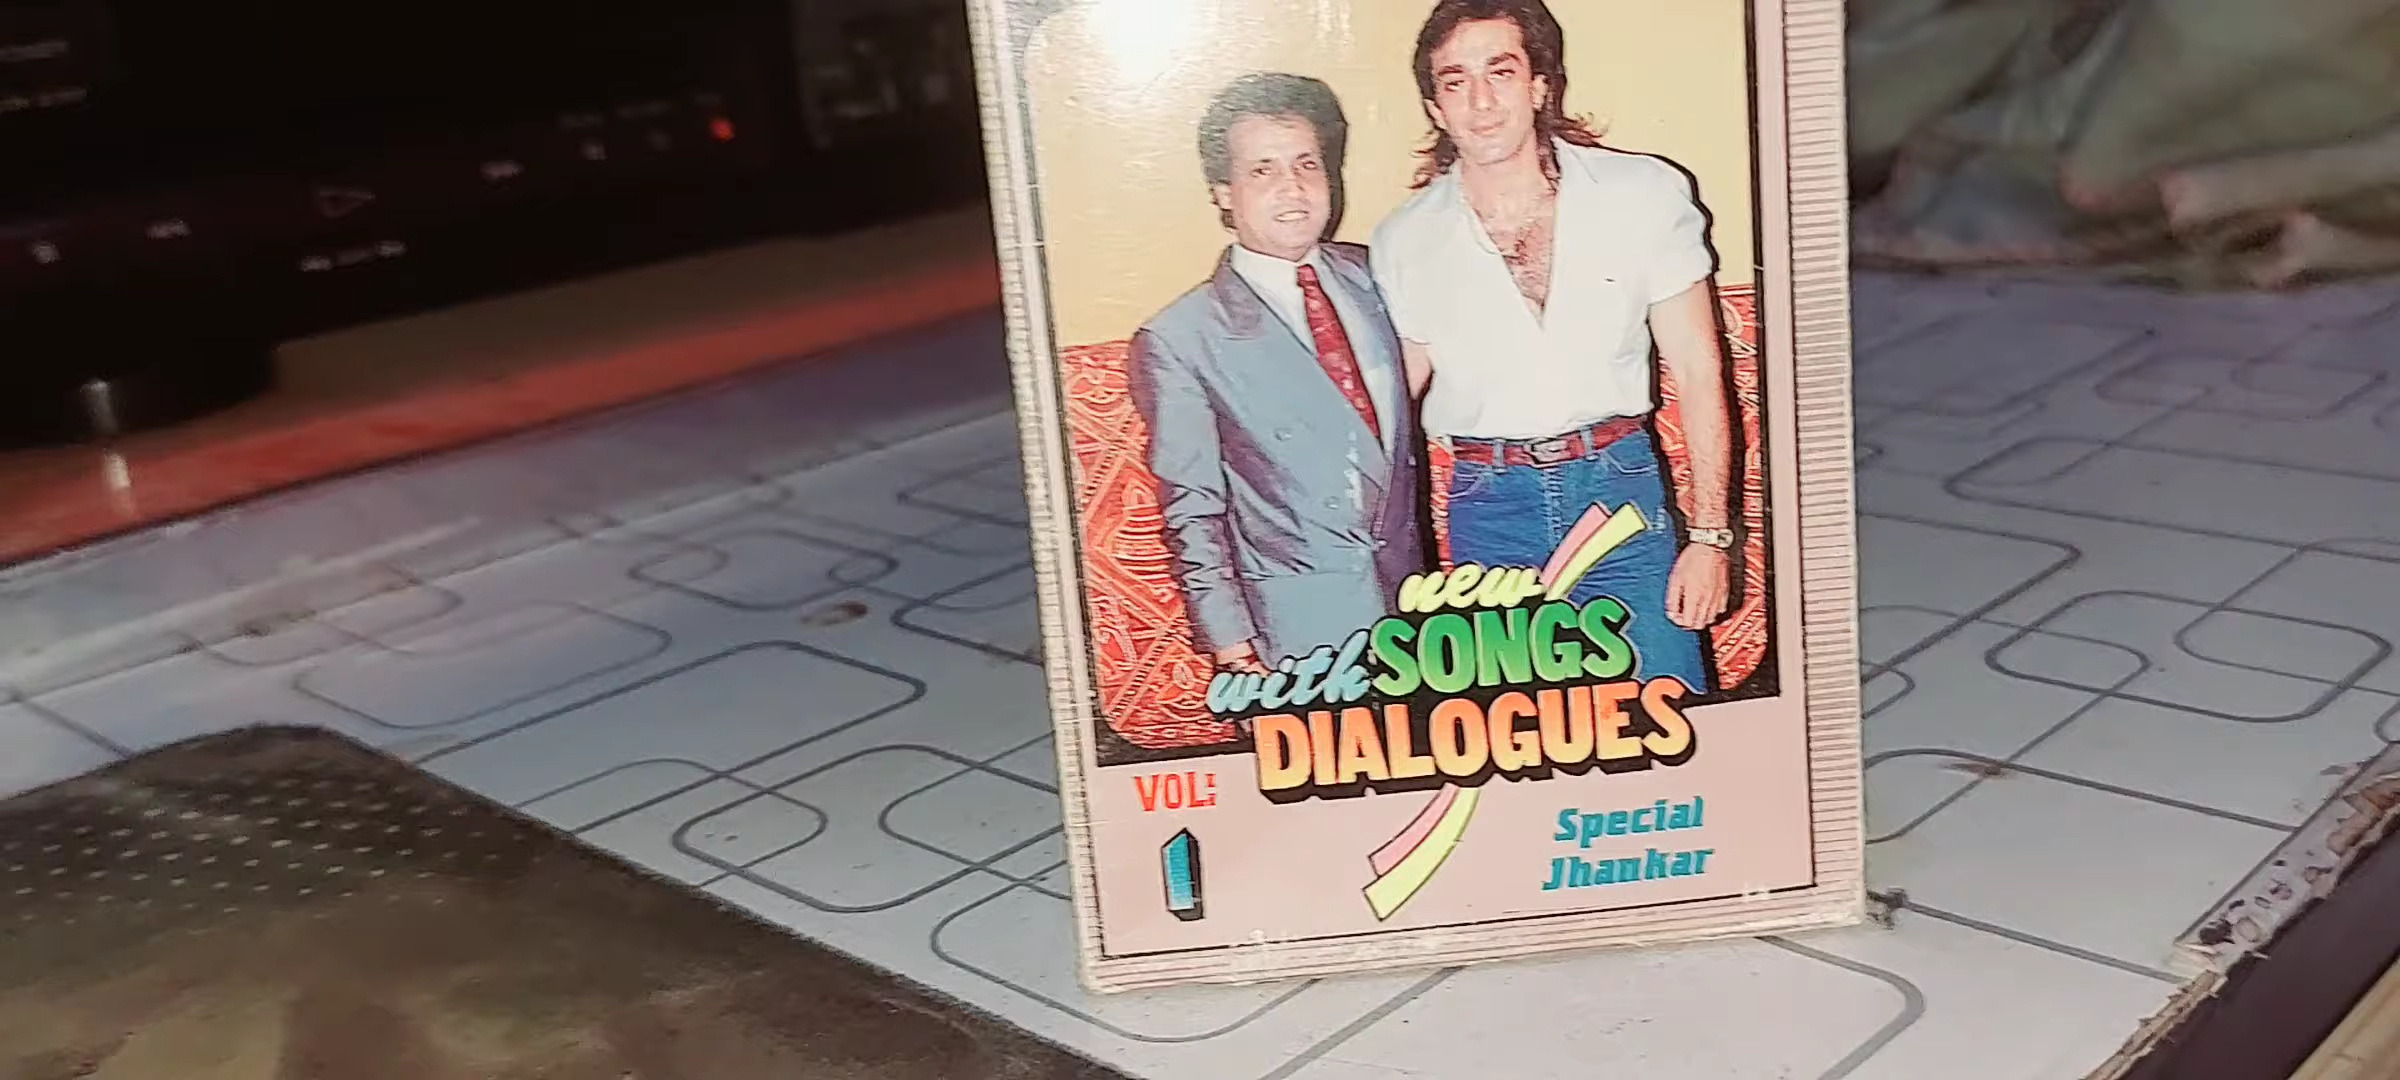 new
with SONGS
DIALOGUES
VOL:
1
Special
Jhankar